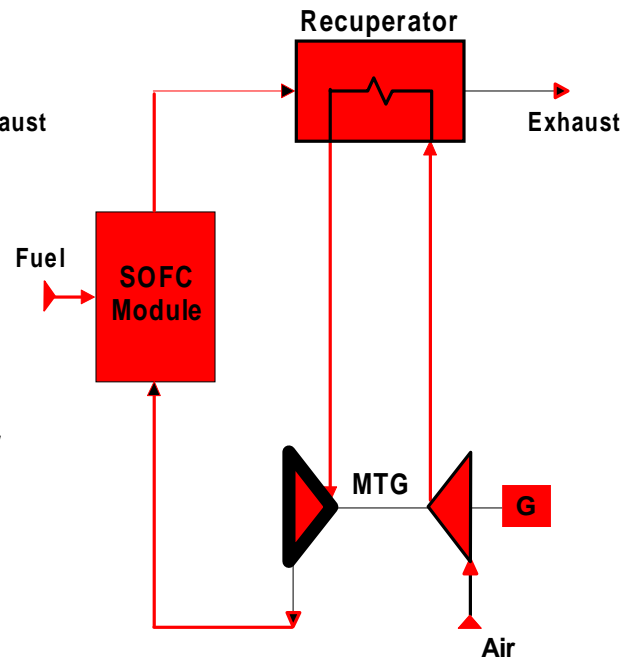 Recuperator
aust
Exhaust
Fuel
SOFC
Module
MTG
G
Air